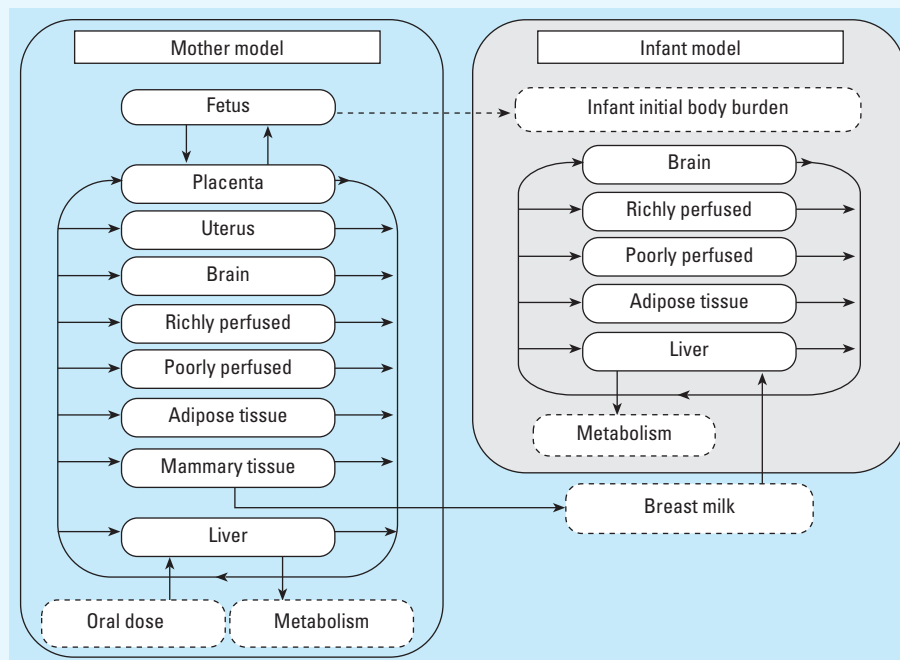 Mother model
Fetus
Placenta
Uterus
Brain
Richly perfused
Poorly perfused
Adipose tissue
Mammary tissue
Liver
Oral dose
Metabolism
Infant model
Infant initial body burden
Brain
Richly perfused
Poorly perfused
Adipose tissue
Liver
Metabolism
Breast milk